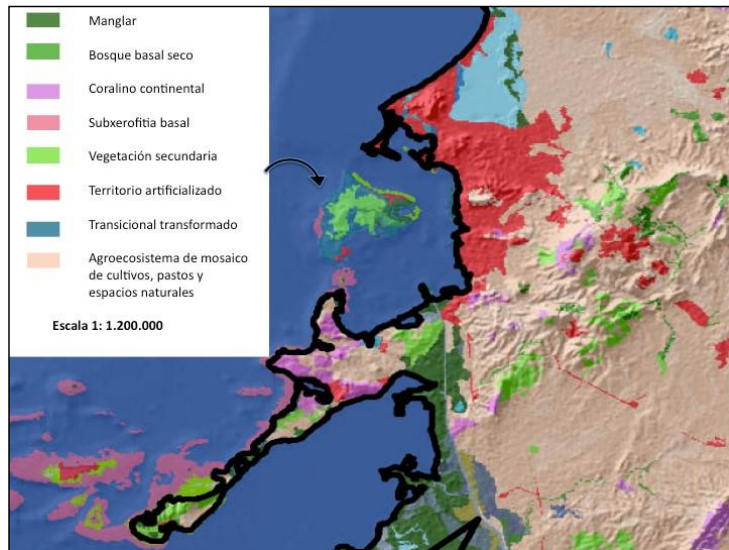 Manglar
Bosque basal seco
Coralino continental
Subxerofitia basal
Vegetación secundaria
Territorio artificializado
Transicional transformado
Agroecosistema de mosaico
de cultivos, pastos y
espacios naturales
Escala 1: 1.200.000